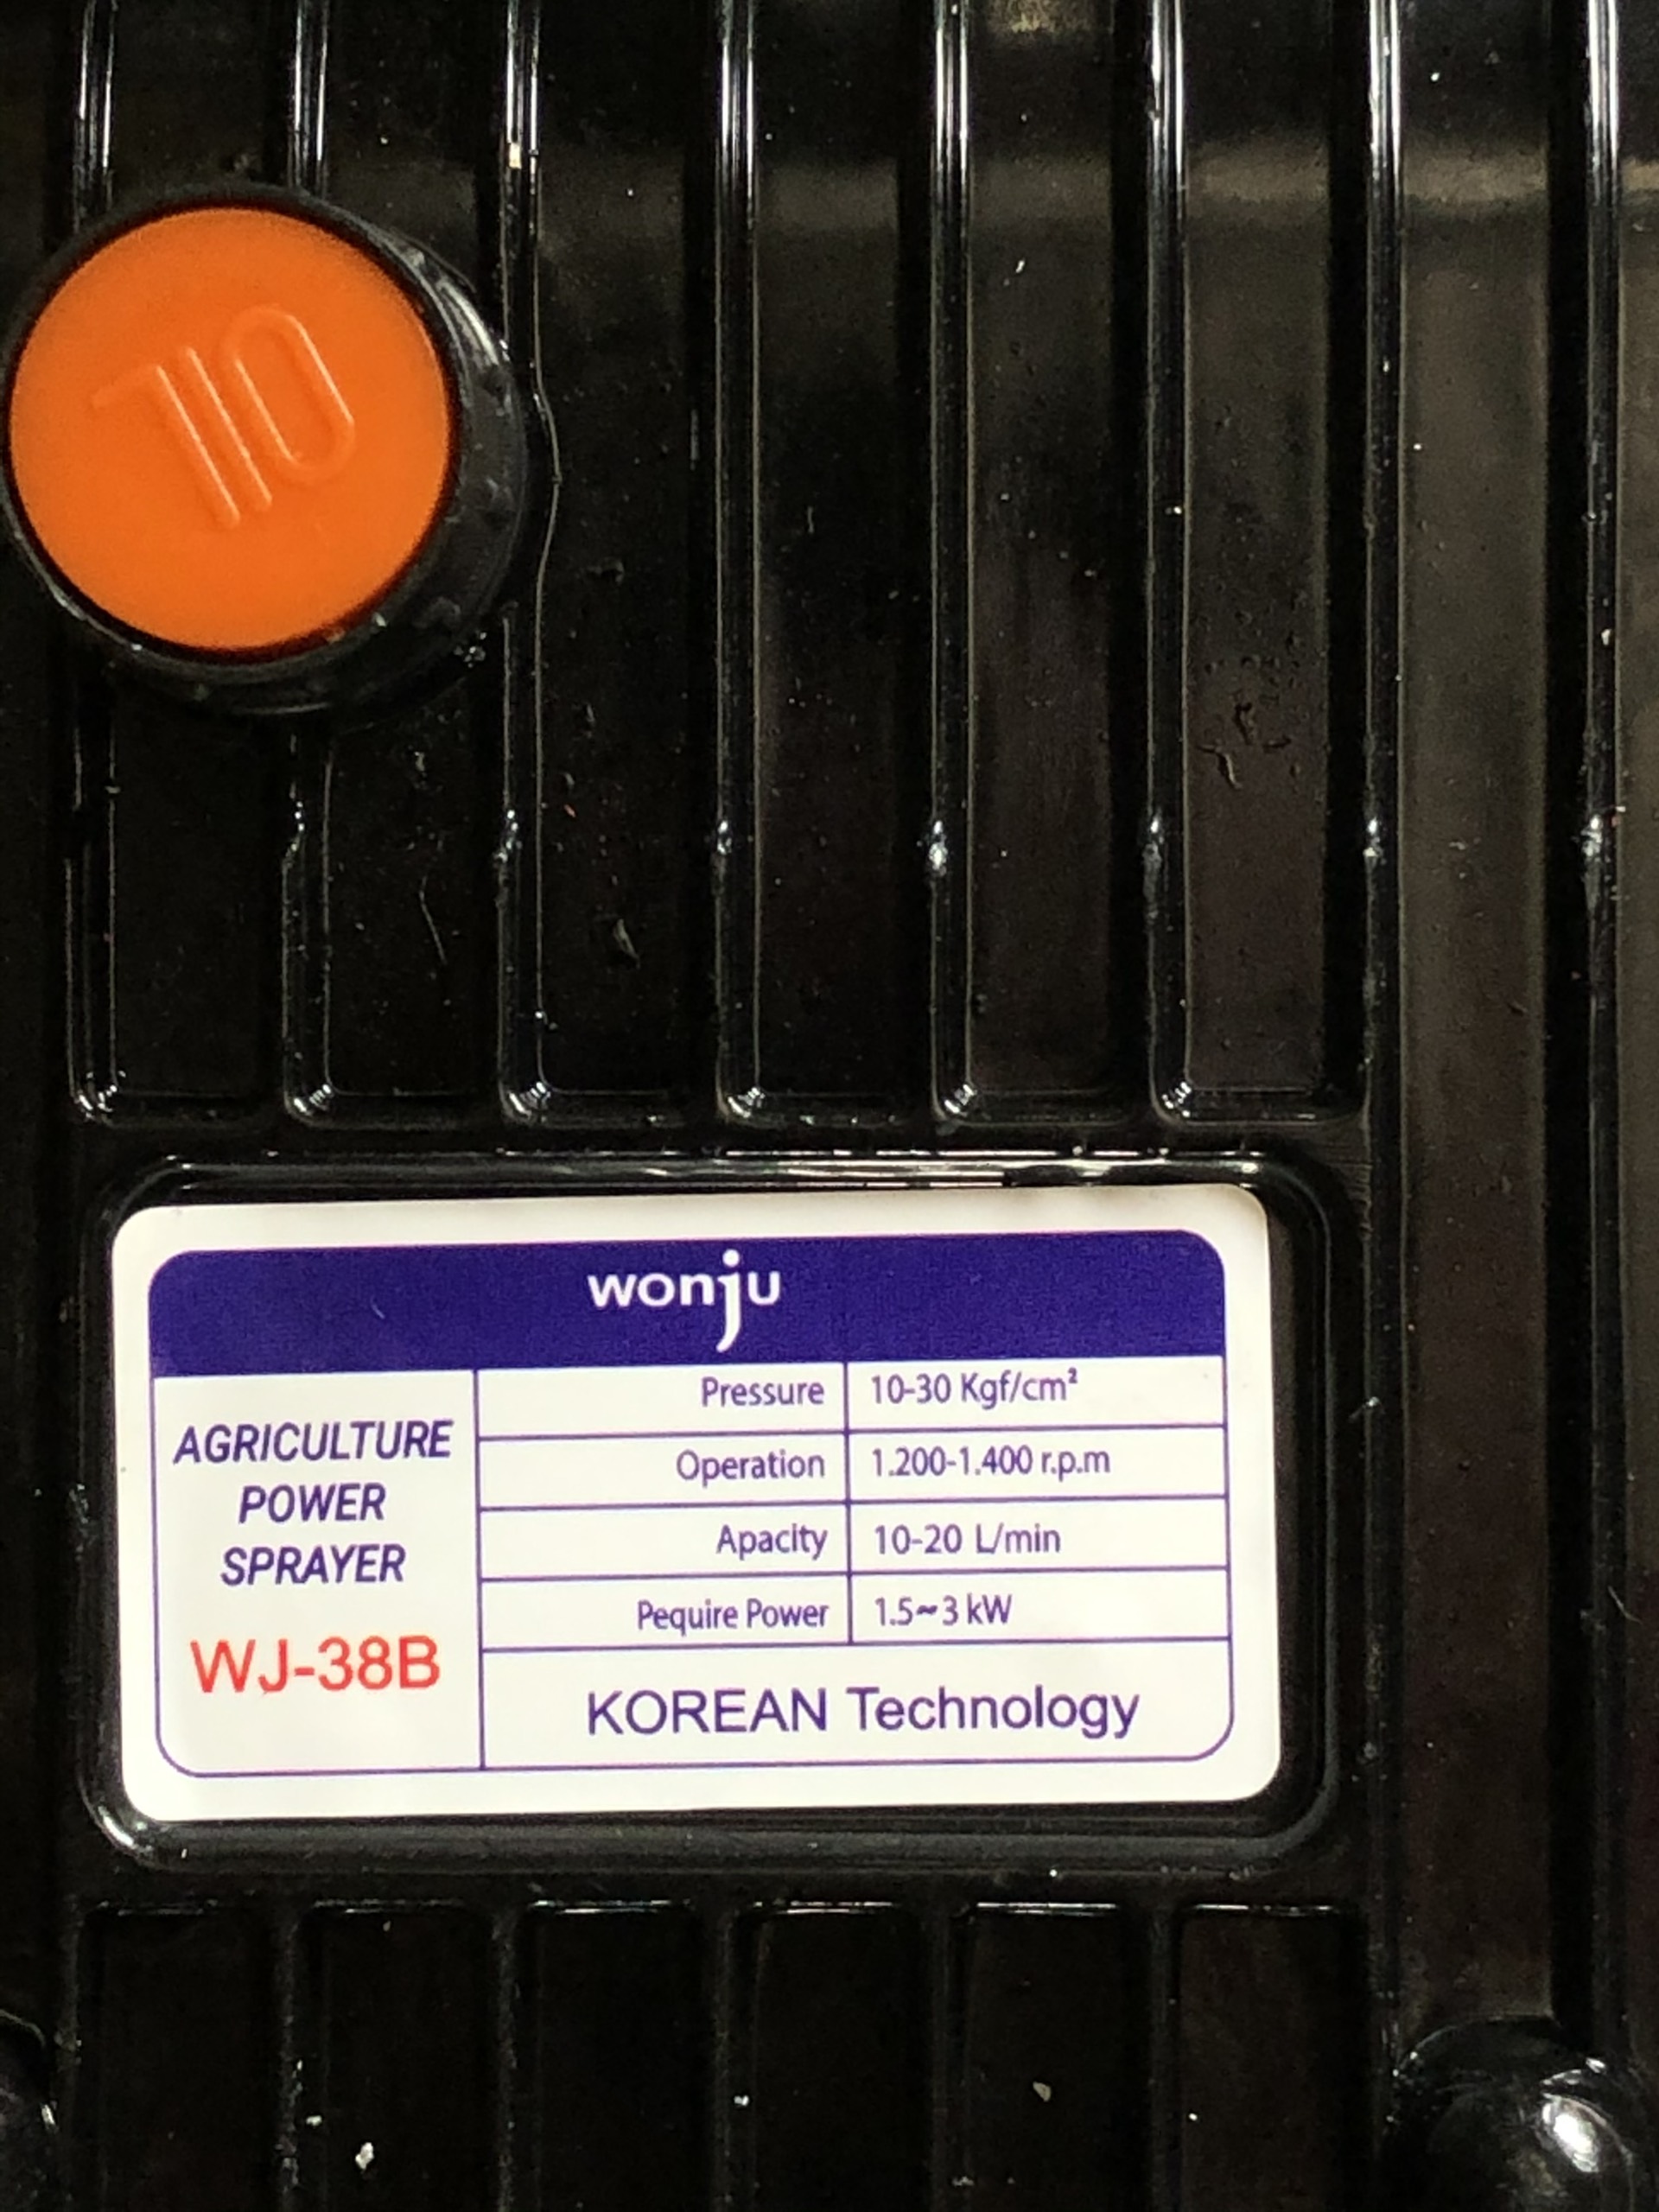 OIL
wonju
AGRICULTURE
POWER
SPRAYER
WJ-38B
Pressure 10-30 Kgf/cm²
Operation 1.200-1.400 r.p.m
Apacity 10-20 L/min
Pequire Power 1.5~3 kW
KOREAN Technology